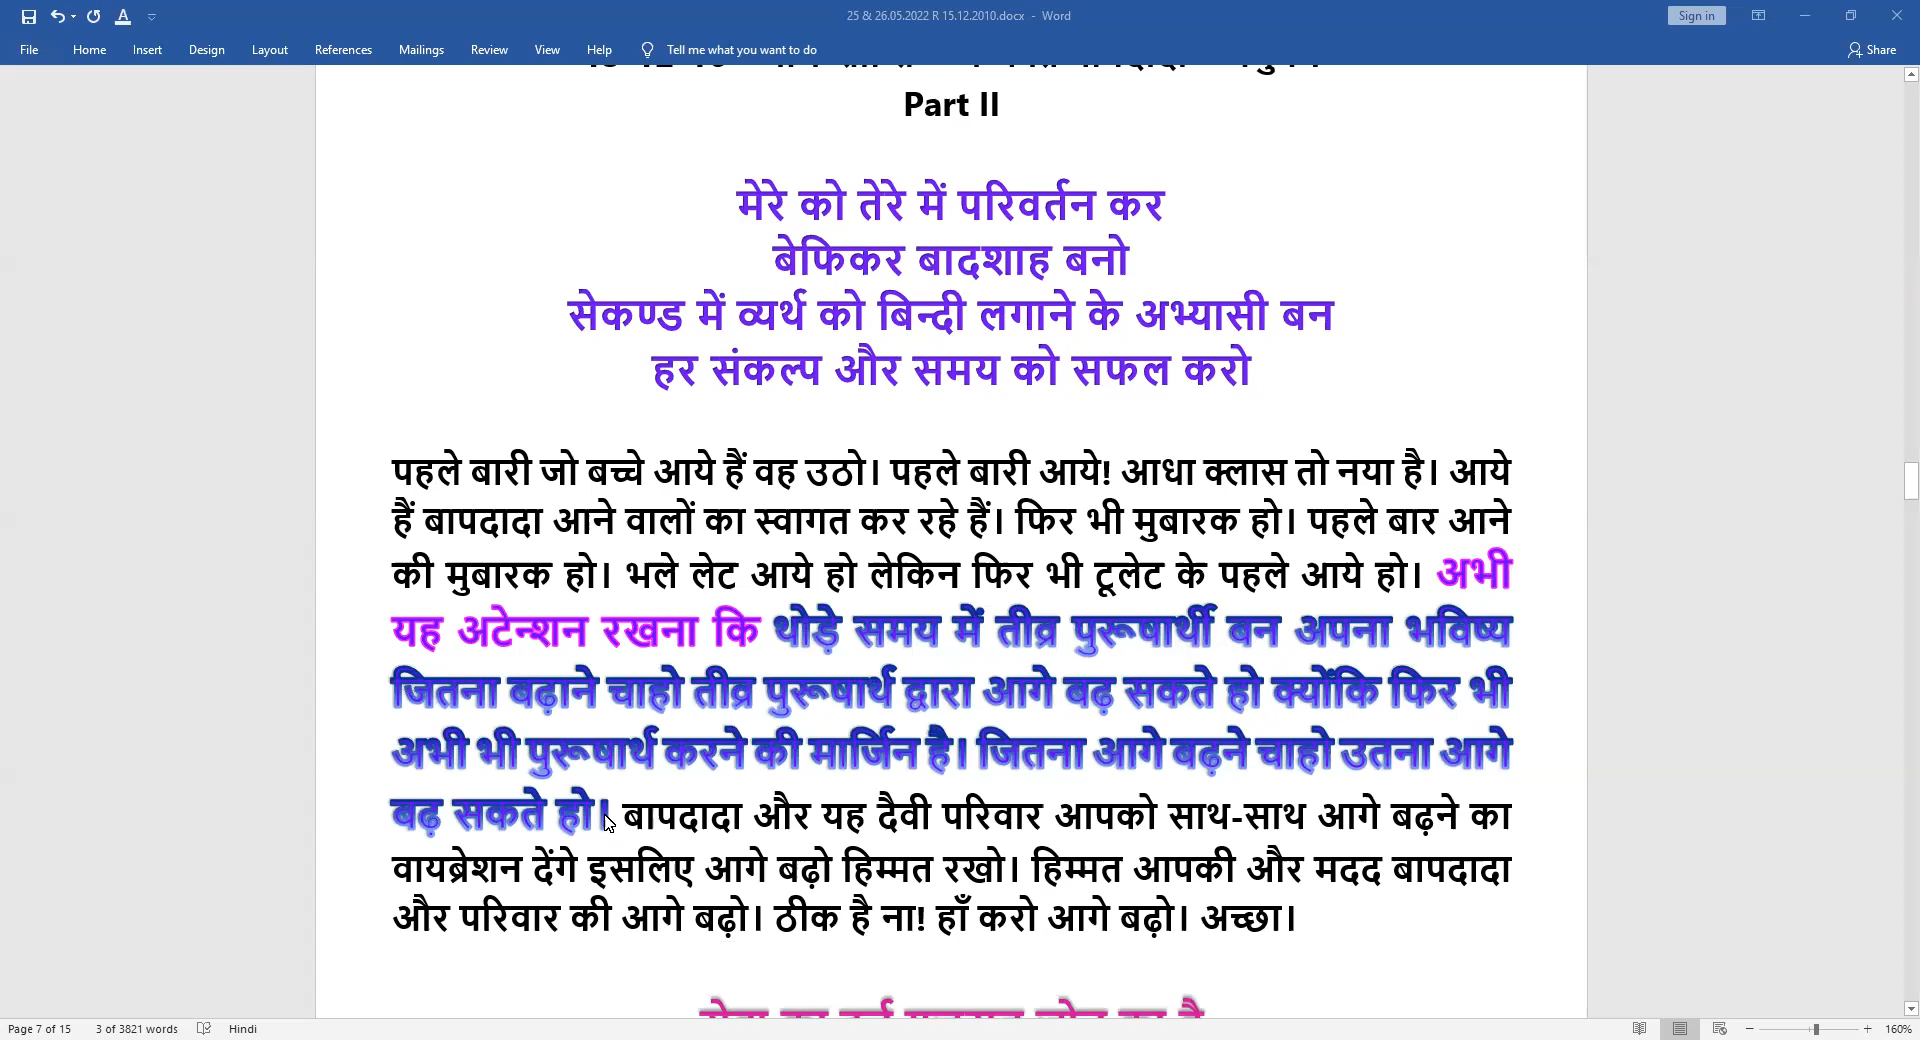 25 & 26.05.2022 R 15.12.2010.docx - Word
Sign in
File Home Insert Design Layout References Mailings Review View Help Tell me what you want to do Share
Part II
मेरे को तेरे में परिवर्तन कर
बेफिकर बादशाह बनो
सेकण्ड में व्यर्थ को बिन्दी लगाने के अभ्यासी बन
हर संकल्प और समय को सफल करो
पहले बारी जो बच्चे आये हैं वह उठो। पहले बारी आये! आधा क्लास तो नया है। आये
हैं बापदादा आने वालों का स्वागत कर रहे हैं। फिर भी मुबारक हो। पहले बार आने
की मुबारक हो। भले लेट आये हो लेकिन फिर भी टूलेट के पहले आये हो। अभी
यह अटेन्शन रखना कि थोड़े समय में तीव्र पुरूषार्थी बन अपना भविष्य
जितना बढ़ाने चाहो तीव्र पुरूषार्थ द्वारा आगे बढ़ सकते हो क्योंकि फिर भी
अभी भी पुरूषार्थ करने की मार्जिन है। जितना आगे बढ़ने चाहो उतना आगे
बढ़ सकते हो। बापदादा और यह दैवी परिवार आपको साथ-साथ आगे बढ़ने का
वायब्रेशन देंगे इसलिए आगे बढ़ो हिम्मत रखो। हिम्मत आपकी और मदद बापदादा
और परिवार की आगे बढ़ो। ठीक है ना! हाँ करो आगे बढ़ो। अच्छा।
Page 7 of 15 3 of 3821 words Hindi 160%